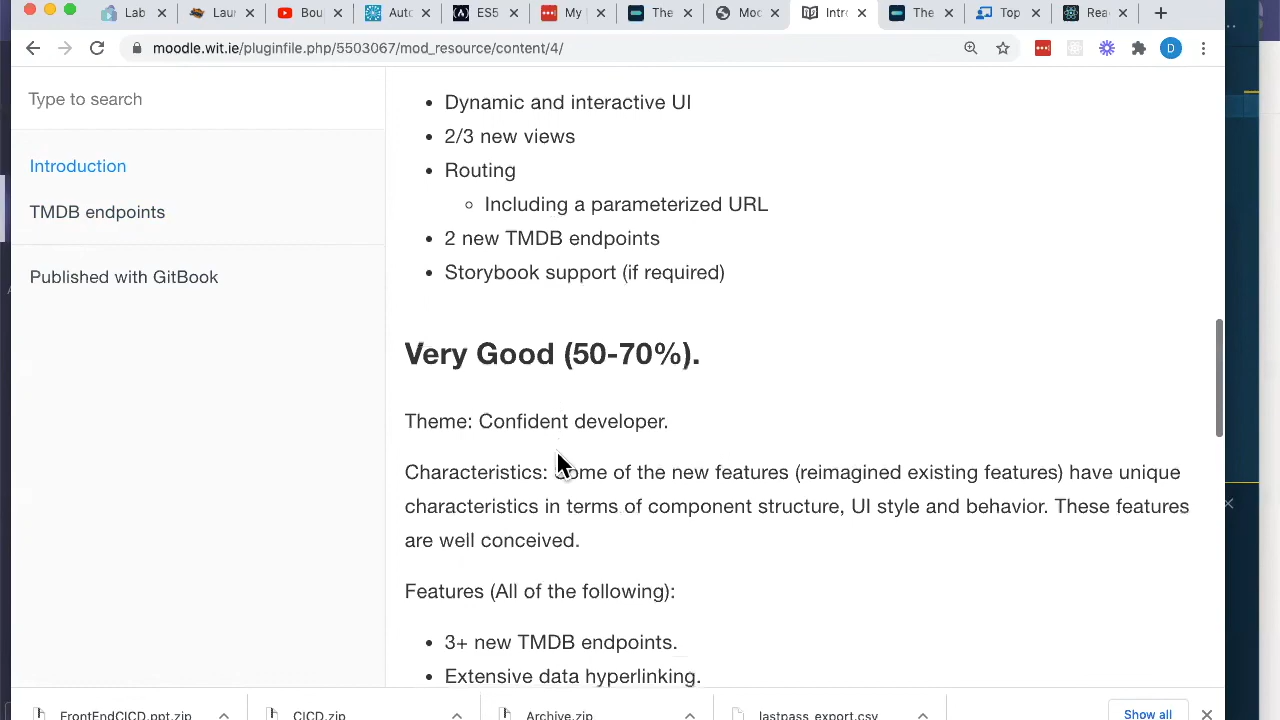 Lab
Laur
Bou
Auto
ES5
My
The
Moc
Intr
The
Top
Rea
moodle.wit.ie/pluginfile.php/5503067/mod_resource/content/4/
D
Type to search
Introduction
TMDB endpoints
Published with GitBook
• Dynamic and interactive UI
• 2/3 new views
• Routing
◦ Including a parameterized URL
• 2 new TMDB endpoints
• Storybook support (if required)
Very Good (50-70%).
Theme: Confident developer.
Characteristics: Some of the new features (reimagined existing features) have unique
characteristics in terms of component structure, UI style and behavior. These features
are well conceived.
Features (All of the following):
• 3+ new TMDB endpoints.
• Extensive data hyperlinking.
FrontEndCICD.ppt.zip
CICD.zip
Archive.zip
lastpass_export.csv
Show all